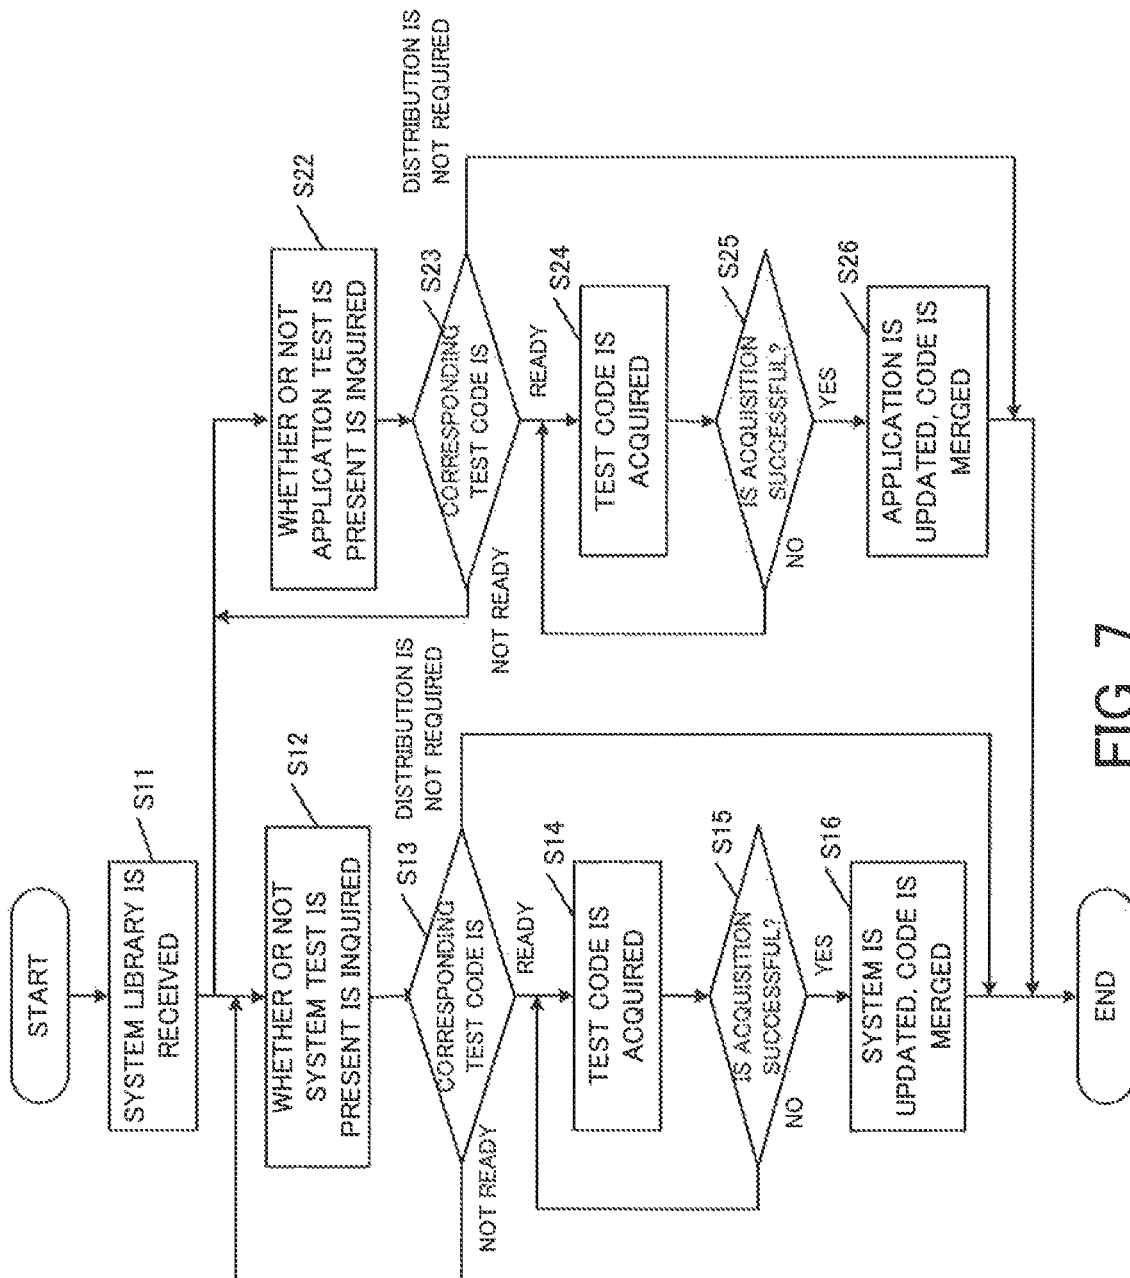 START
SYSTEM LIBRARY IS
RECEIVED
S11
WHETHER OR NOT
SYSTEM TEST IS
PRESENT IS INQUIRED
S12
CORRESPONDING
TEST CODE IS
S13
DISTRIBUTION IS
NOT REQUIRED
NOT READY
READY
TEST CODE IS
ACQUIRED
S14
IS ACQUISITION
SUCCESSFUL?
S15
NO
YES
SYSTEM IS
UPDATED, CODE IS
MERGED
S16
WHETHER OR NOT
APPLICATION TEST IS
PRESENT IS INQUIRED
S22
CORRESPONDING
TEST CODE IS
S23
DISTRIBUTION IS
NOT REQUIRED
NOT READY
READY
TEST CODE IS
ACQUIRED
S24
IS ACQUISITION
SUCCESSFUL?
S25
NO
YES
APPLICATION IS
UPDATED, CODE IS
MERGED
S26
END
FIG. 7